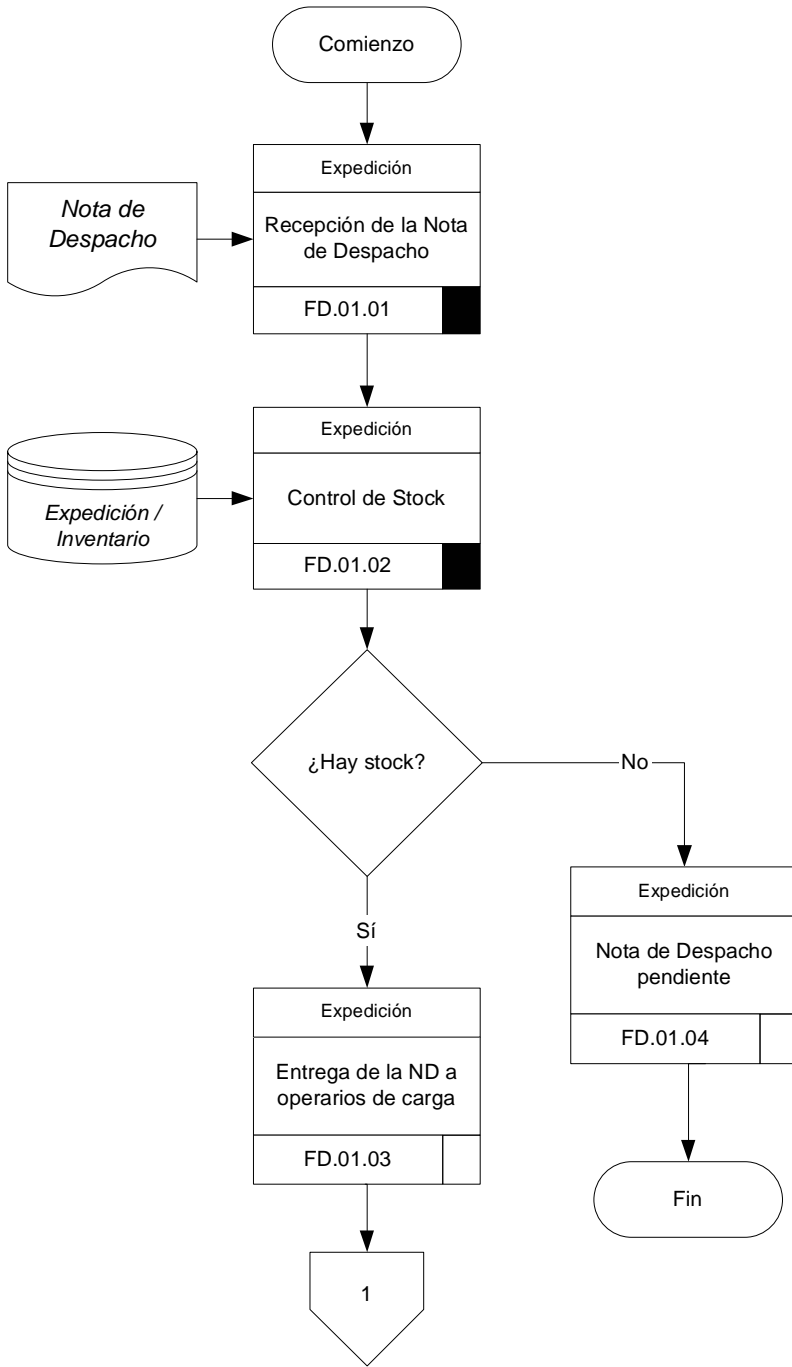 Comienzo
Expedición
Nota de
Despacho
Recepción de la Nota
de Despacho
FD.01.01
Expedición
Expedición /
Inventario
Control de Stock
FD.01.02
¿Hay stock?
No
Sí
Expedición
Nota de Despacho
pendiente
FD.01.04
Expedición
Entrega de la ND a
operarios de carga
FD.01.03
Fin
1